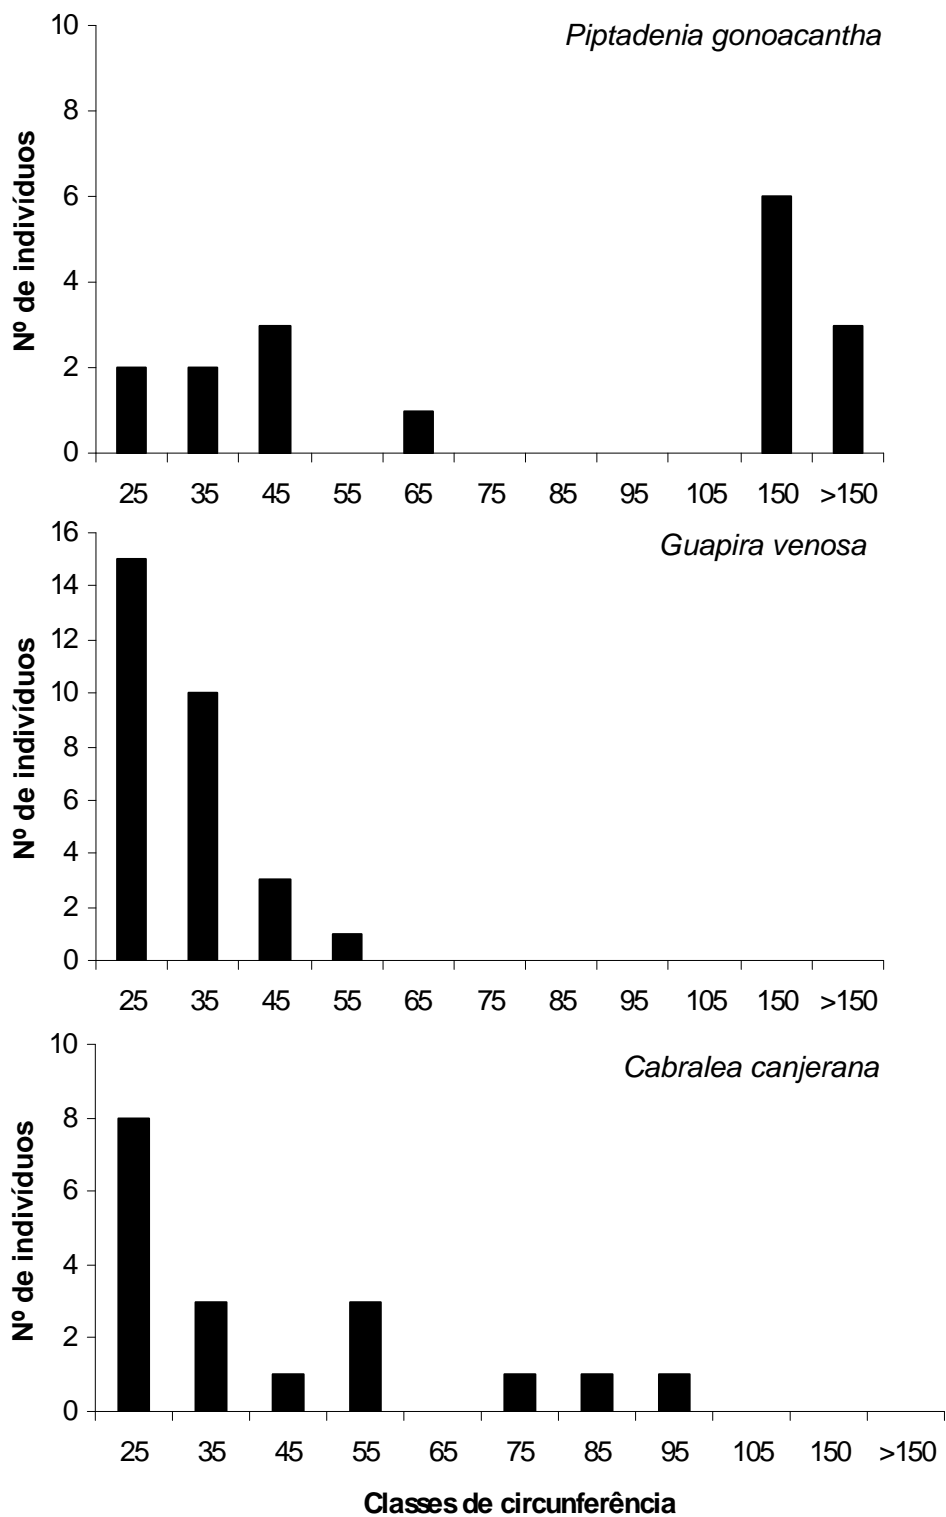 Piptadenia gonoacantha
Nº de indivíduos
10
8
6
4
2
0
25 35 45 55 65 75 85 95 105 150 >150
Guapira venosa
Nº de indivíduos
16
14
12
10
8
6
4
2
0
25 35 45 55 65 75 85 95 105 150 >150
Cabralea canjerana
Nº de indivíduos
10
8
6
4
2
0
25 35 45 55 65 75 85 95 105 150 >150
Classes de circunferência